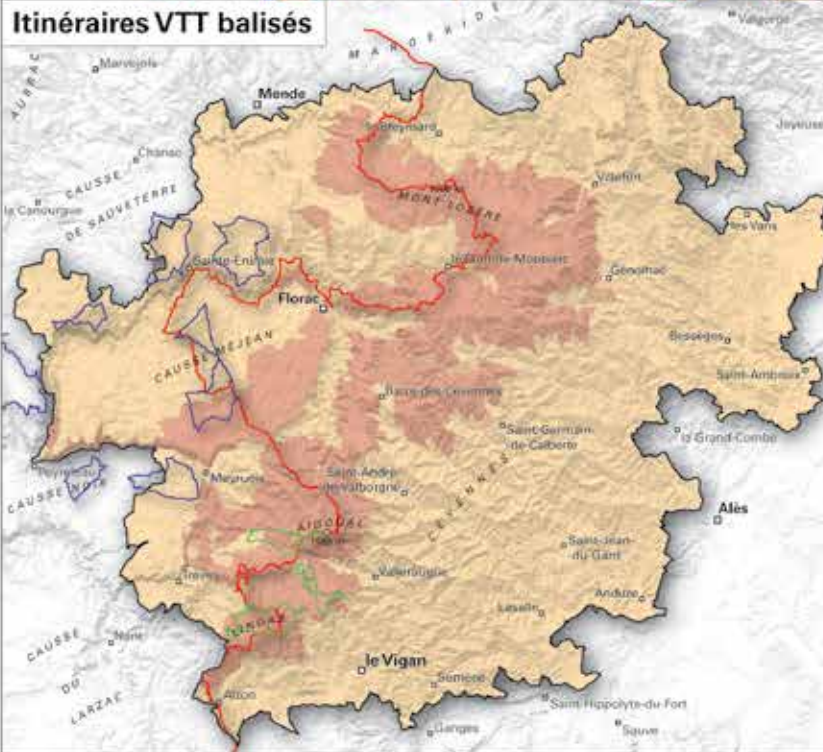 Itinéraires VTT balisés
MARGERIDE
Valgorge
AUBRAC
Marvejols
Mende
Joyeuse
Chanac
CAUSSE
DE SAUVETERRE
la Canourgue
Villefort
MONT LOZÈRE
les Vans
Sainte-Enimie
Génolhac
Florac
Bessèges
CAUSSE MÉJEAN
Saint-Ambroix
Barre-des-Cévennes
Saint-Germain-
de-Calberte
la Grand-Combe
Meyrueis
Saint-André-
de-Valborgne
CAUSSE NOIR
CÉVENNES
Alès
AIGOUAL
Saint-Jean-
du-Gard
Trèves
Valleraugue
Anduze
Lasalle
LINGAS
CAUSSE
DU
LARZAC
Nant
le Vigan
Sumène
Alzon
Saint-Hippolyte-du-Fort
Ganges
Sauve